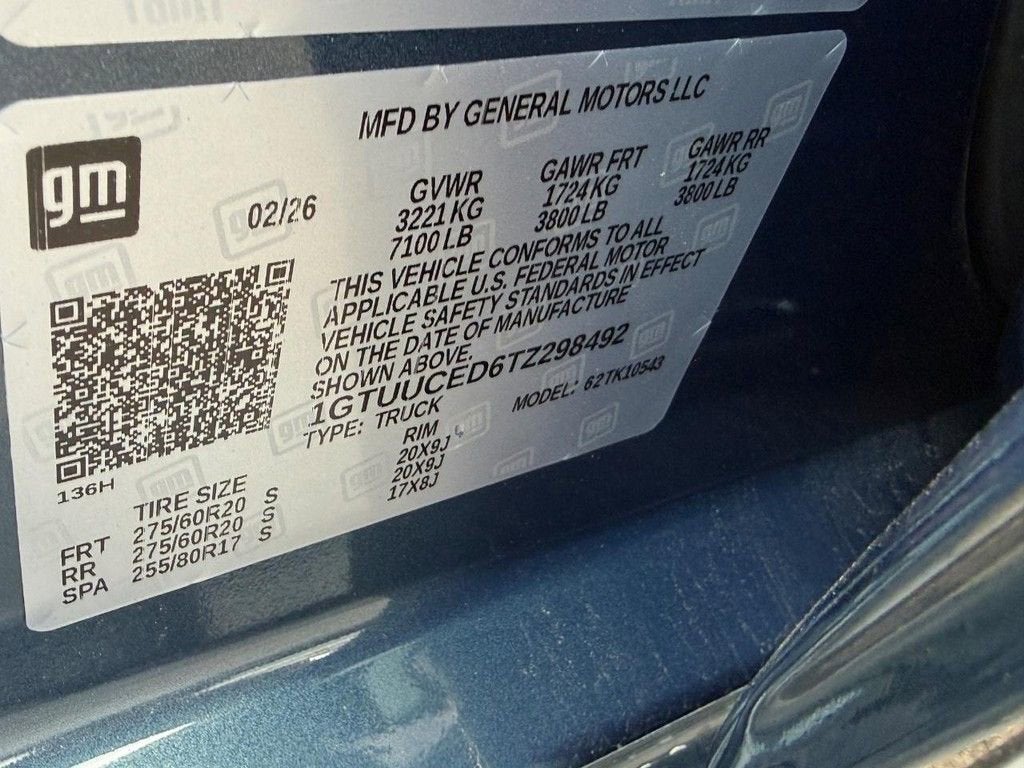 MFD BY GENERAL MOTORS LLC
gm
02/26
GVWR GAWR FRT GAWR RR
3221 KG 1724 KG 1724 KG
7100 LB 3800 LB 3800 LB
THIS VEHICLE CONFORMS TO ALL
APPLICABLE U.S. FEDERAL MOTOR
VEHICLE SAFETY STANDARDS IN EFFECT
ON THE DATE OF MANUFACTURE
SHOWN ABOVE.
1GTUUCED6TZ298492
TYPE: TRUCK MODEL: 62TK10543
136H
TIRE SIZE RIM
FRT 275/60R20 S 20X9J
RR 275/60R20 S 20X9J
SPA 255/80R17 S 17X8J